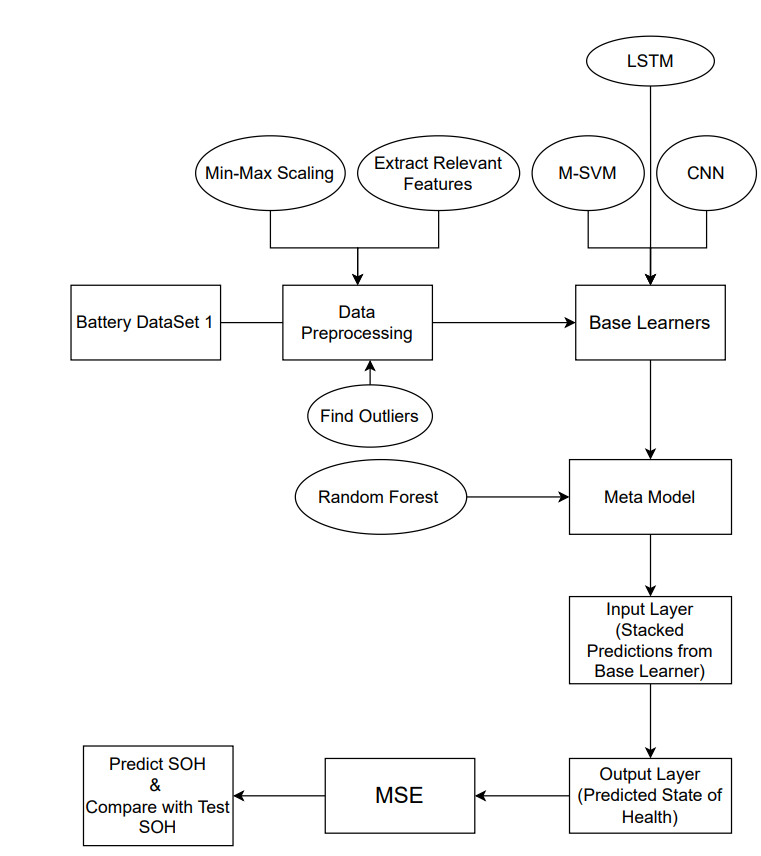 LSTM
Min-Max Scaling
Extract Relevant
Features
M-SVM
CNN
Battery DataSet 1
Data
Preprocessing
Base Learners
Find Outliers
Random Forest
Meta Model
Input Layer
(Stacked
Predictions from
Base Learner)
Predict SOH
&
Compare with Test
SOH
MSE
Output Layer
(Predicted State of
Health)